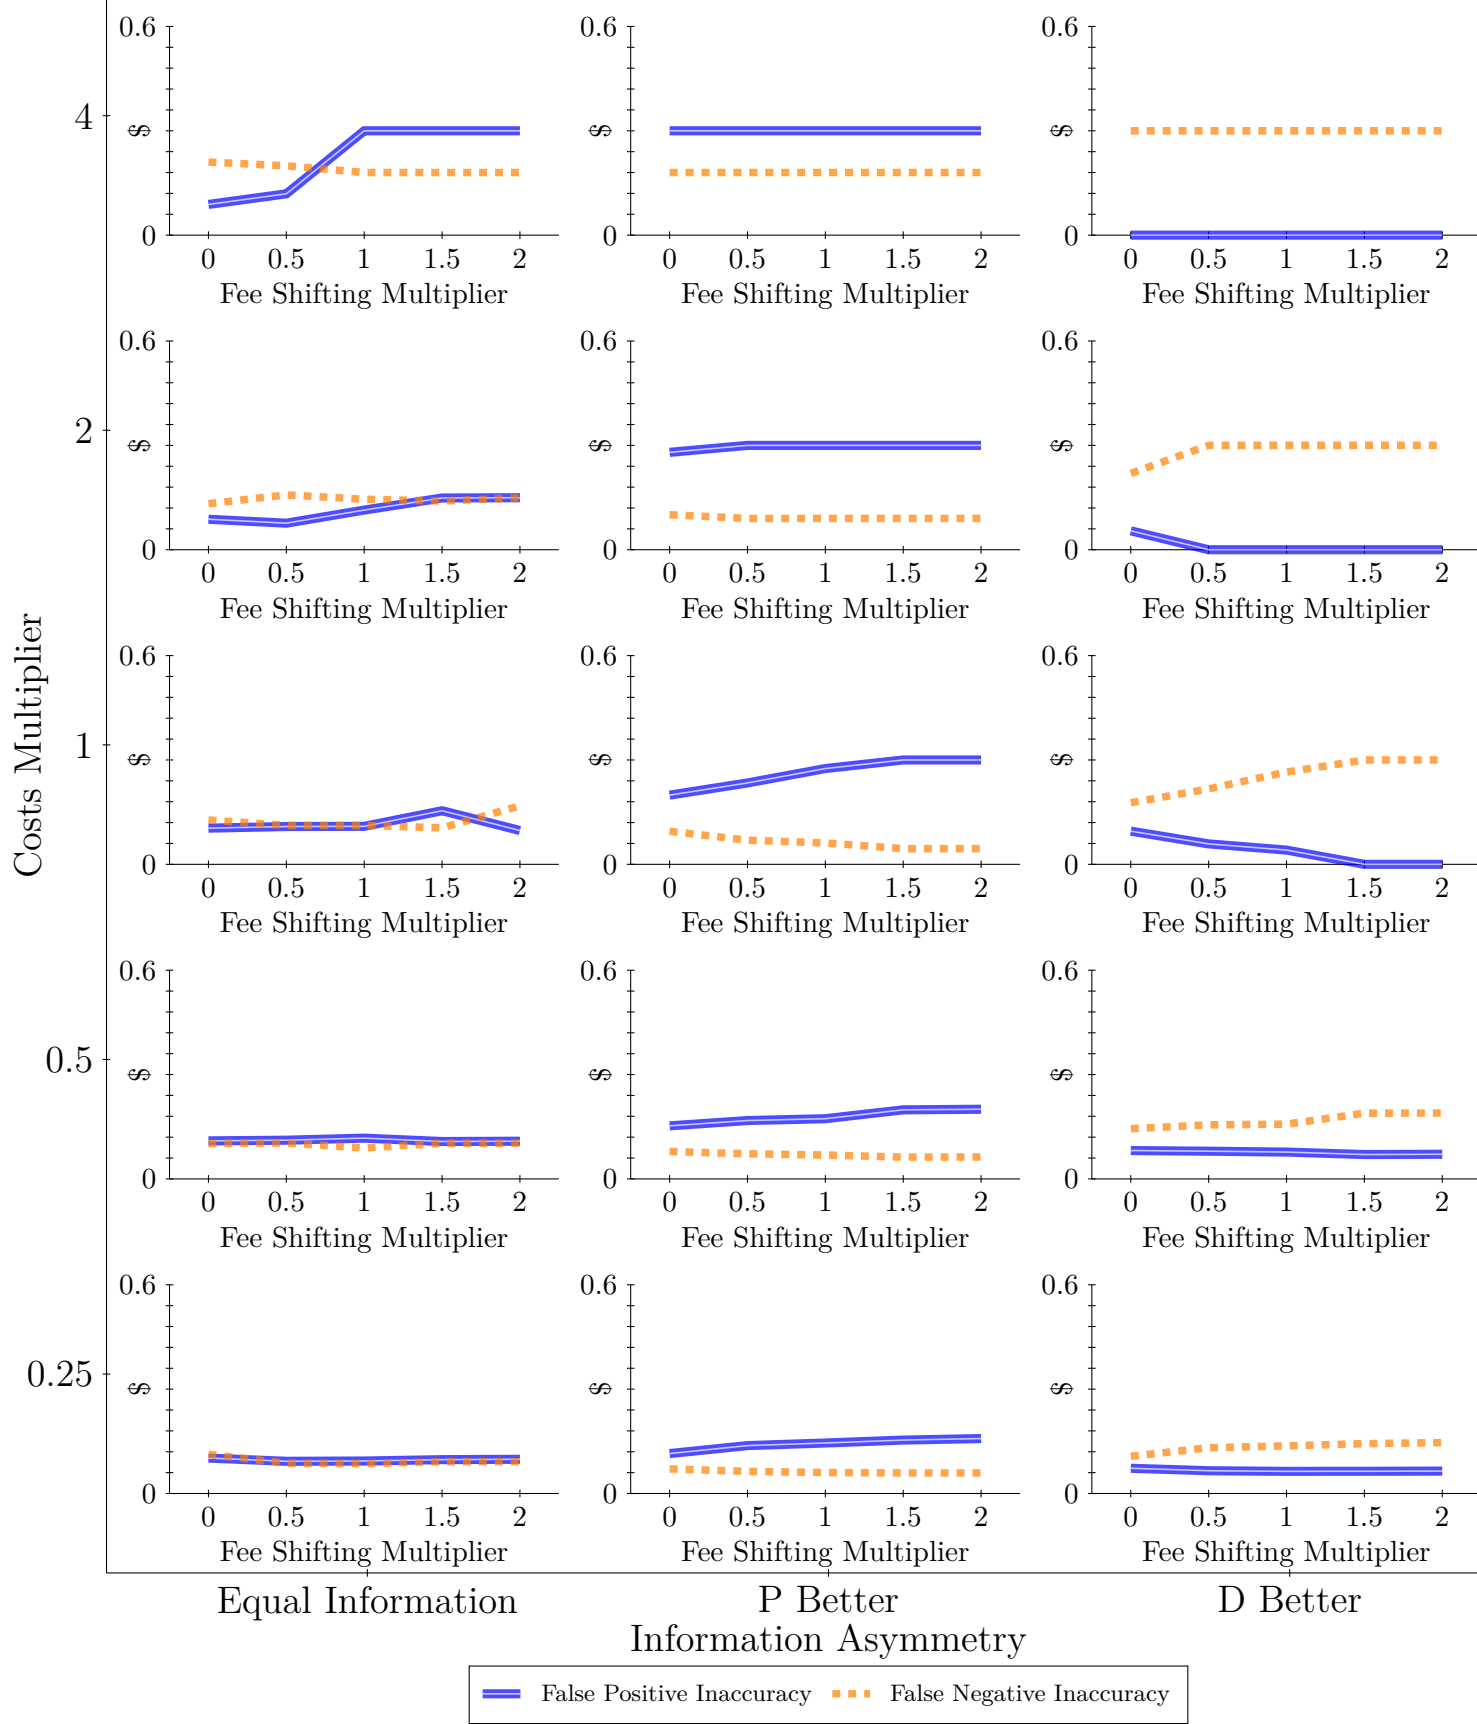 Costs Multiplier
4
0.6
$
0
0 0.5 1 1.5 2
Fee Shifting Multiplier
0.6
$
0
0 0.5 1 1.5 2
Fee Shifting Multiplier
0.6
$
0
0 0.5 1 1.5 2
Fee Shifting Multiplier
2
0.6
$
0
0 0.5 1 1.5 2
Fee Shifting Multiplier
0.6
$
0
0 0.5 1 1.5 2
Fee Shifting Multiplier
0.6
$
0
0 0.5 1 1.5 2
Fee Shifting Multiplier
1
0.6
$
0
0 0.5 1 1.5 2
Fee Shifting Multiplier
0.6
$
0
0 0.5 1 1.5 2
Fee Shifting Multiplier
0.6
$
0
0 0.5 1 1.5 2
Fee Shifting Multiplier
0.5
0.6
$
0
0 0.5 1 1.5 2
Fee Shifting Multiplier
0.6
$
0
0 0.5 1 1.5 2
Fee Shifting Multiplier
0.6
$
0
0 0.5 1 1.5 2
Fee Shifting Multiplier
0.25
0.6
$
0
0 0.5 1 1.5 2
Fee Shifting Multiplier
0.6
$
0
0 0.5 1 1.5 2
Fee Shifting Multiplier
0.6
$
0
0 0.5 1 1.5 2
Fee Shifting Multiplier
Equal Information P Better D Better
Information Asymmetry
False Positive Inaccuracy False Negative Inaccuracy